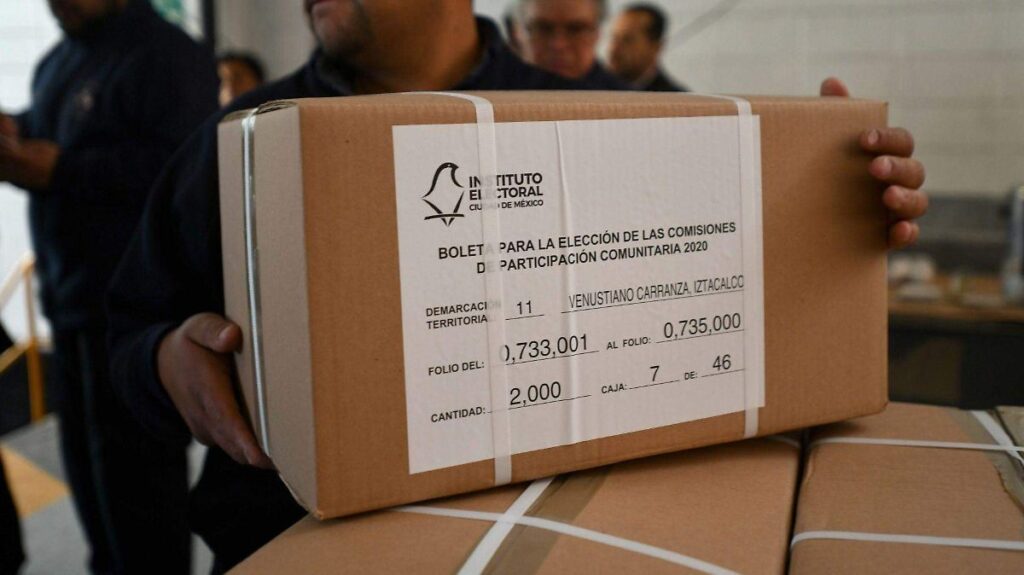 INSTITUTO
ELECTORAL
CIUDAD DE MÉXICO
BOLETA PARA LA ELECCIÓN DE LAS COMISIONES
DE PARTICIPACIÓN COMUNITARIA 2020
DEMARCACIÓN TERRITORIAL: 11 VENUSTIANO CARRANZA, IZTACALCO
FOLIO DEL: 0,733,001 AL FOLIO: 0,735,000
CANTIDAD: 2,000 CAJA: 7 DE: 46